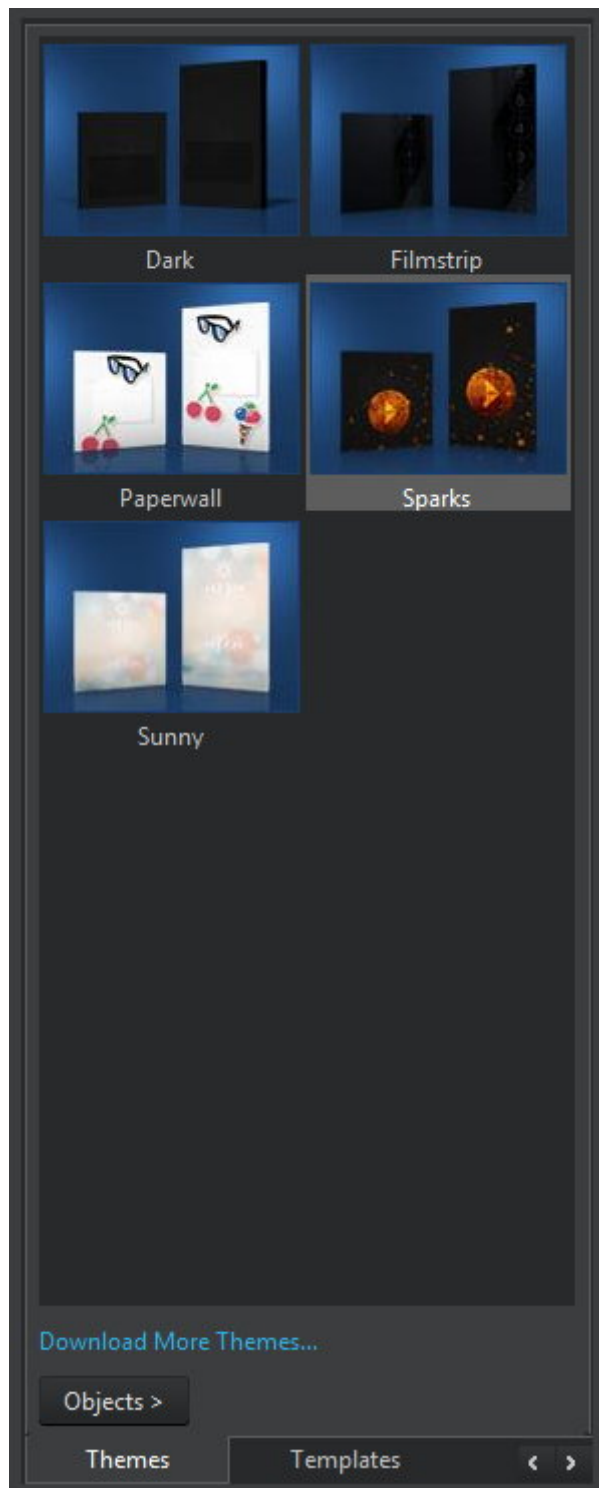 Dark
Filmstrip
Paperwall
Sparks
Sunny
Download More Themes...
Objects >
Themes
Templates